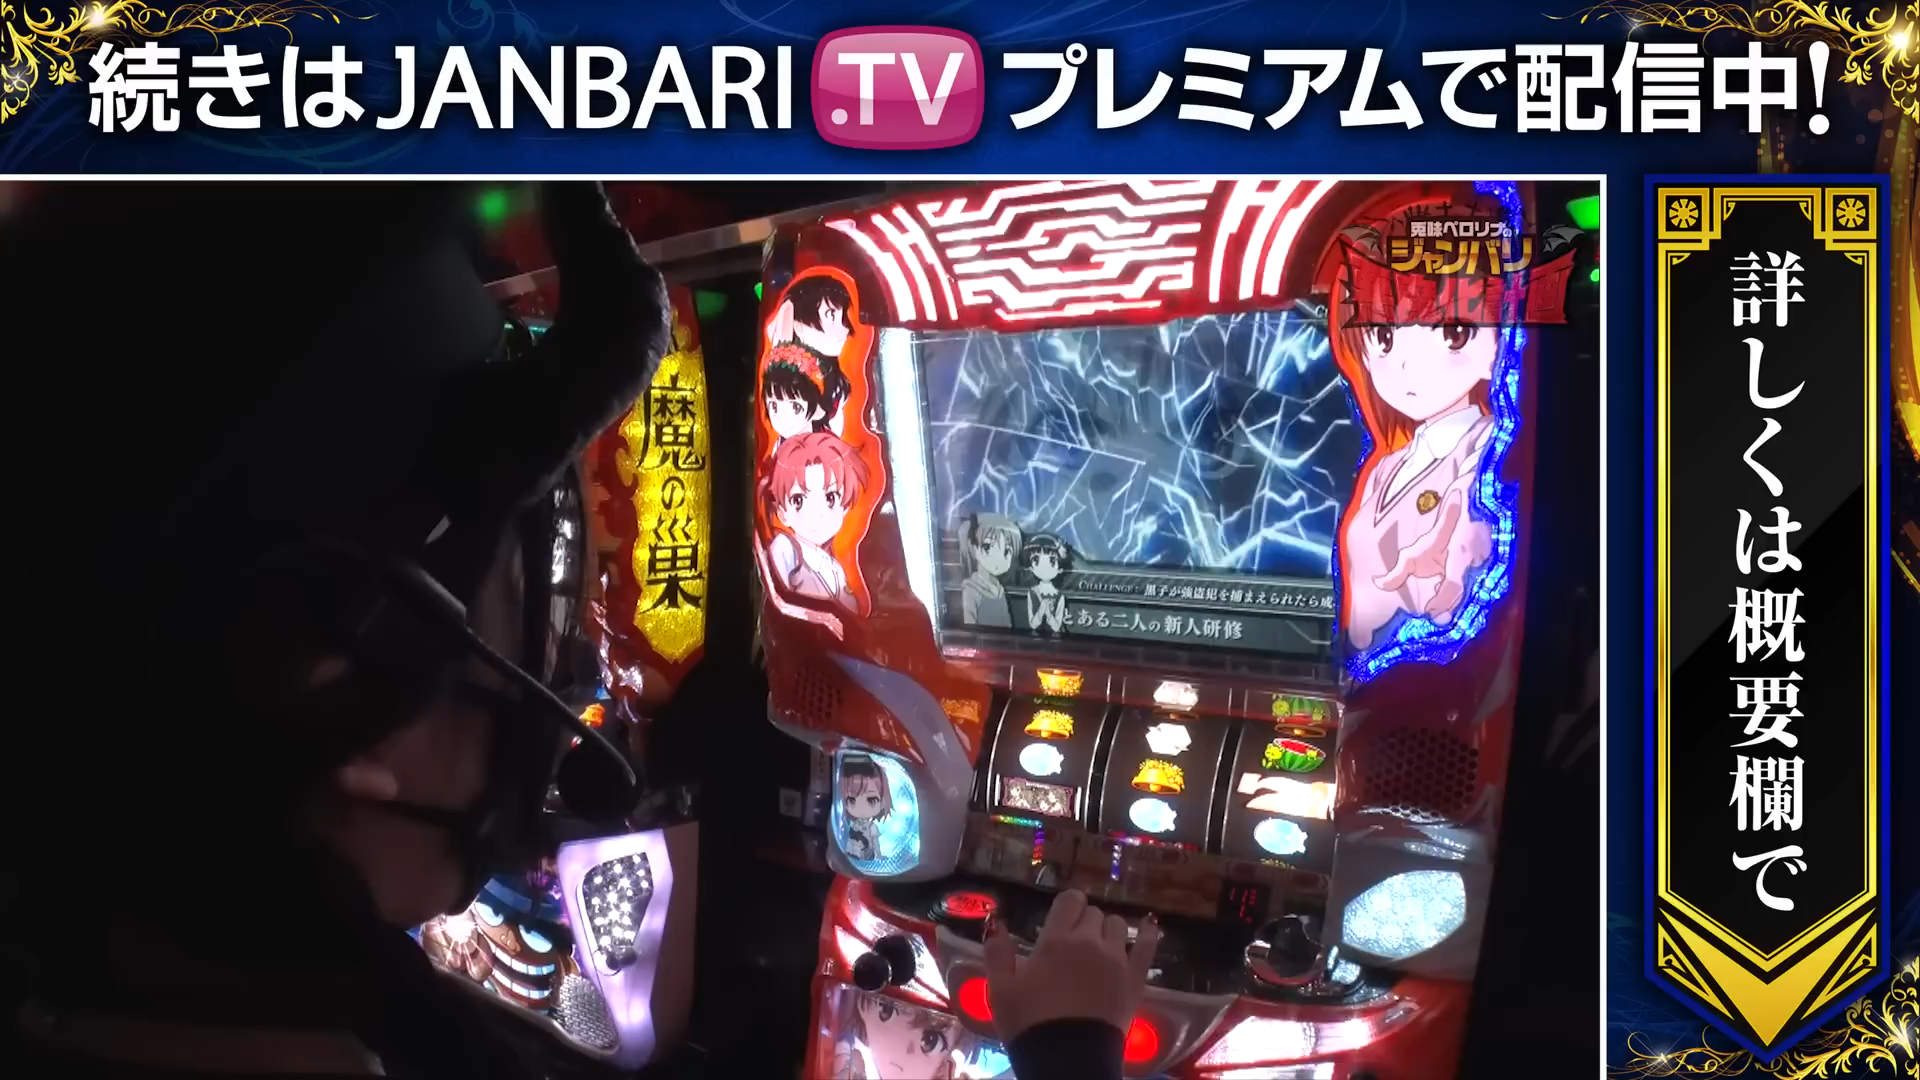 続きはJANBARI.TVプレミアムで配信中!
兎味ペロリナの
ジャンバリ
詳しくは概要欄で
魔の巣
CHALLENGE: 黒子が強盗犯を捕まえられたら成
とある二人の新人研修